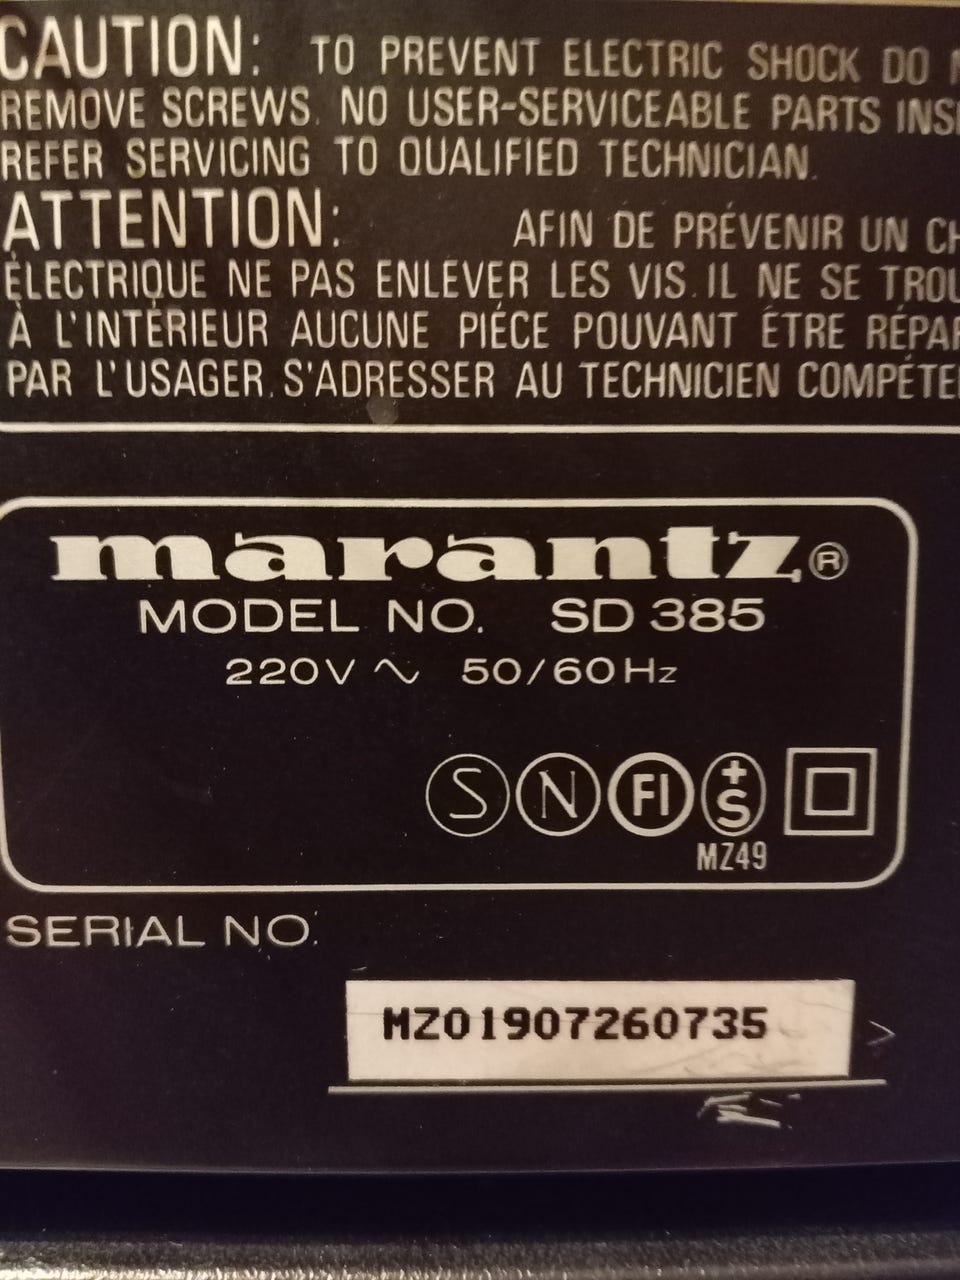 CAUTION: TO PREVENT ELECTRIC SHOCK DO
REMOVE SCREWS. NO USER-SERVICEABLE PARTS
REFER SERVICING TO QUALIFIED TECHNICIAN.
ATTENTION: AFIN DE PRÉVENIR UN
ÉLECTRIQUE NE PAS ENLEVER LES VIS. IL NE SE
À L'INTÉRIEUR AUCUNE PIÉCE POUVANT ÉTRE
PAR L'USAGER. S'ADRESSER AU TECHNICIEN
marantz®
MODEL NO. SD 385
220V ∿ 50/60Hz
S N FI +S
MZ49
SERIAL NO.
MZ01907260735